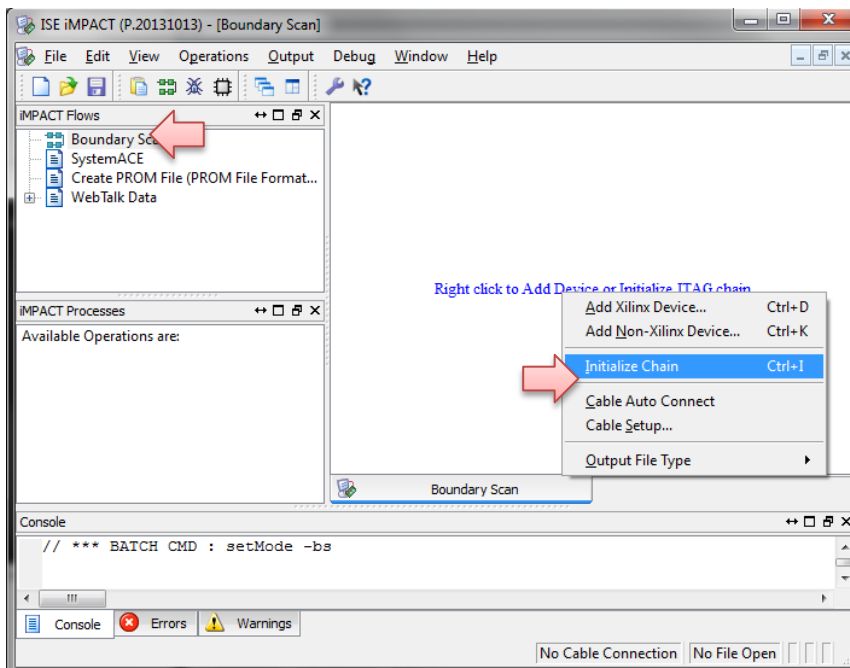 ISE iMPACT (P.20131013) - [Boundary Scan]
File Edit View Operations Output Debug Window Help
iMPACT Flows
Boundary
SystemACE
Create PROM File (PROM File Format...
WebTalk Data
Right click to Add Device or Initialize JTAG chain
iMPACT Processes
Available Operations are:
Add Xilinx Device... Ctrl+D
Add Non-Xilinx Device... Ctrl+K
Initialize Chain Ctrl+I
Cable Auto Connect
Cable Setup...
Output File Type
Boundary Scan
Console
// *** BATCH CMD : setMode -bs
Console Errors Warnings
No Cable Connection No File Open